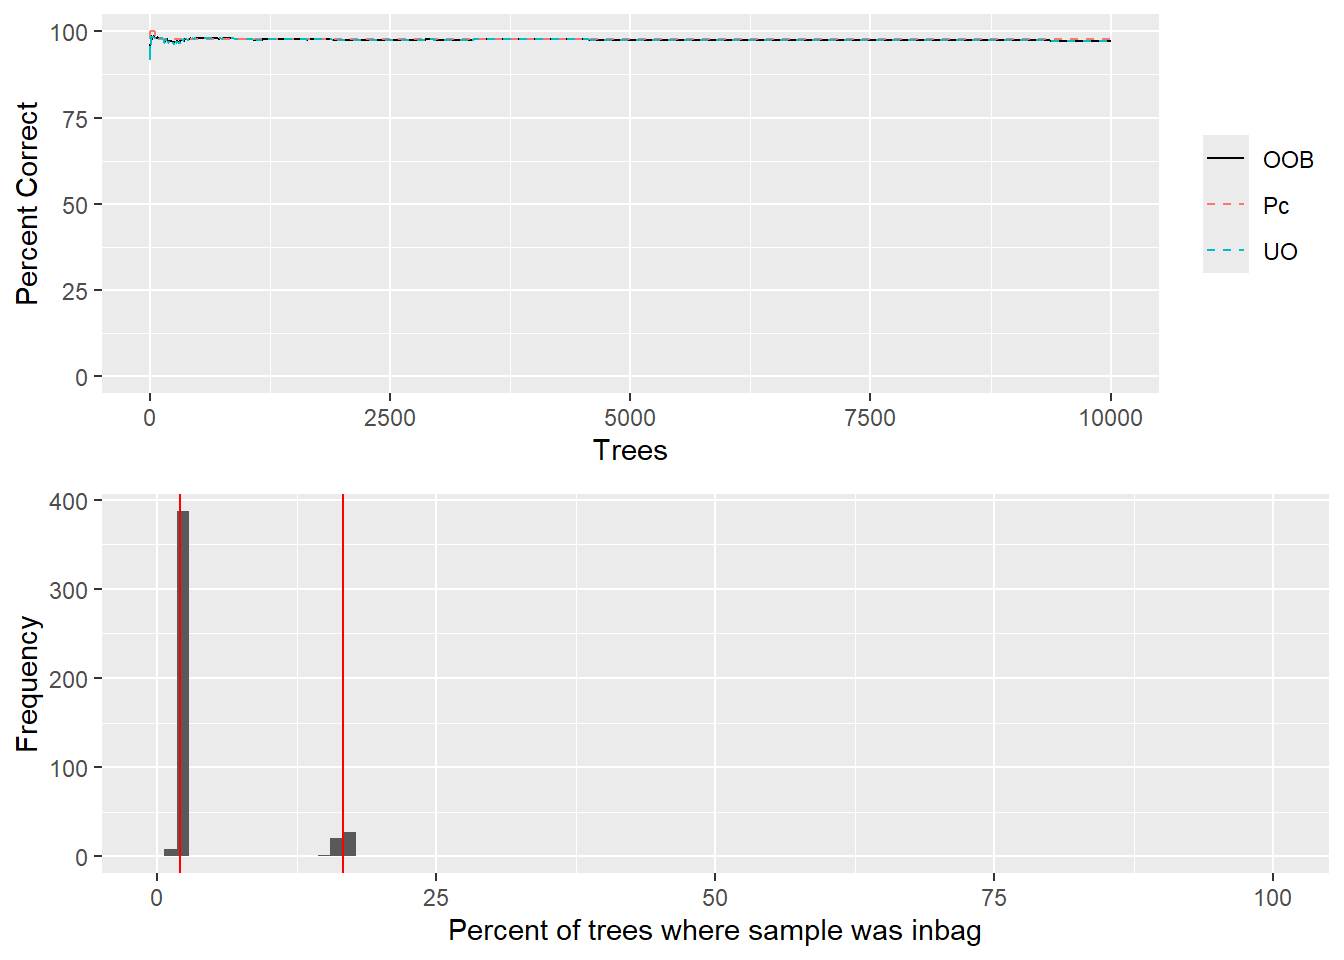 100
75
50
25
0
Percent Correct
0 2500 5000 7500 10000
Trees
OOB
Pc
UO
400
300
200
100
0
Frequency
0 25 50 75 100
Percent of trees where sample was inbag